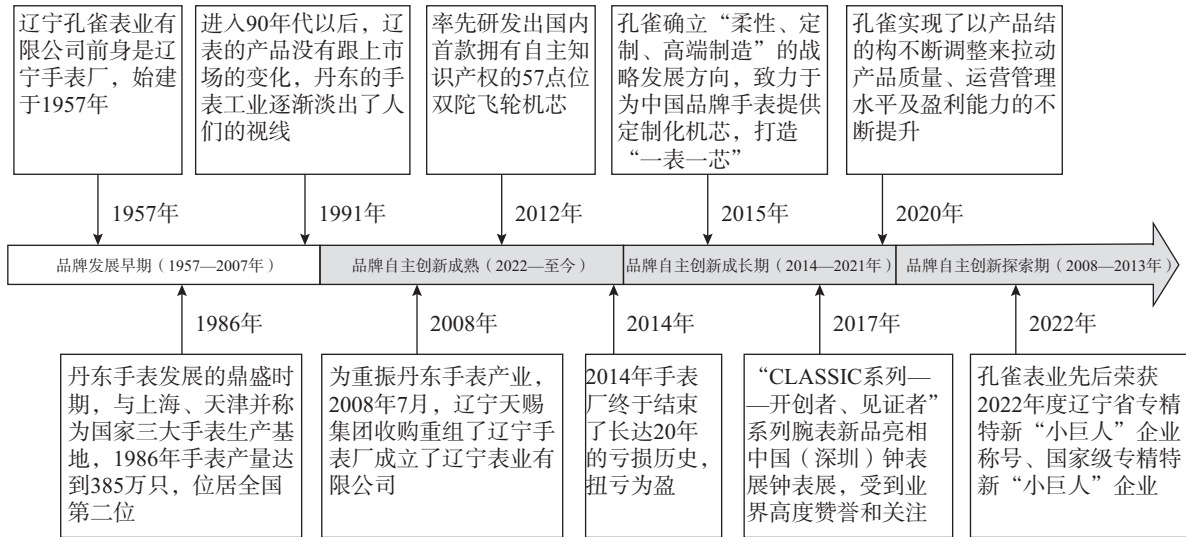 辽宁孔雀表业有
限公司前身是辽
宁手表厂，始建
于1957年
进入90年代以后，辽
表的产品没有跟上市
场的变化，丹东的手
表工业逐渐淡出了人
们的视线
率先研发出国内
首款拥有自主知
识产权的57点位
双陀飞轮机芯
孔雀确立“柔性、定
制、高端制造”的战
略发展方向，致力于
为中国品牌手表提供
定制化机芯，打造
“一表一芯”
孔雀实现了以产品结
的构不断调整来拉动
产品质量、运营管理
水平及盈利能力的不
断提升
1957年
1991年
2012年
2015年
2020年
品牌发展早期（1957—2007年）
品牌自主创新成熟（2022—至今）
品牌自主创新成长期（2014—2021年）
品牌自主创新探索期（2008—2013年）
1986年
2008年
2014年
2017年
2022年
丹东手表发展的鼎盛时
期，与上海、天津并称
为国家三大手表生产基
地，1986年手表产量达
到385万只，位居全国
第二位
为重振丹东手表产业，
2008年7月，辽宁天赐
集团收购重组了辽宁手
表厂成立了辽宁表业有
限公司
2014年手表
厂终于结束
了长达20年
的亏损历史，
扭亏为盈
“CLASSIC系列—
—开创者、见证者”
系列腕表新品亮相
中国（深圳）钟表
展钟表展，受到业
界高度赞誉和关注
孔雀表业先后荣获
2022年度辽宁省专精
特新“小巨人”企业
称号、国家级专精特
新“小巨人”企业